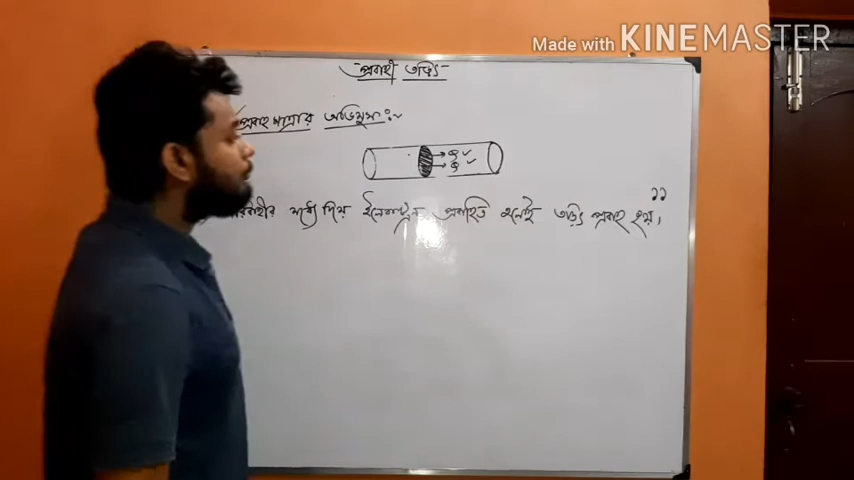 Made with KINEMASTER
প্রবাহী তড়িৎ
প্রবাহ মাত্রার অভিমুখ :~
মধ্যে দিয়ে ইলেকট্রন প্রবাহিত হলেই তড়িৎ প্রবাহ হয়। ”